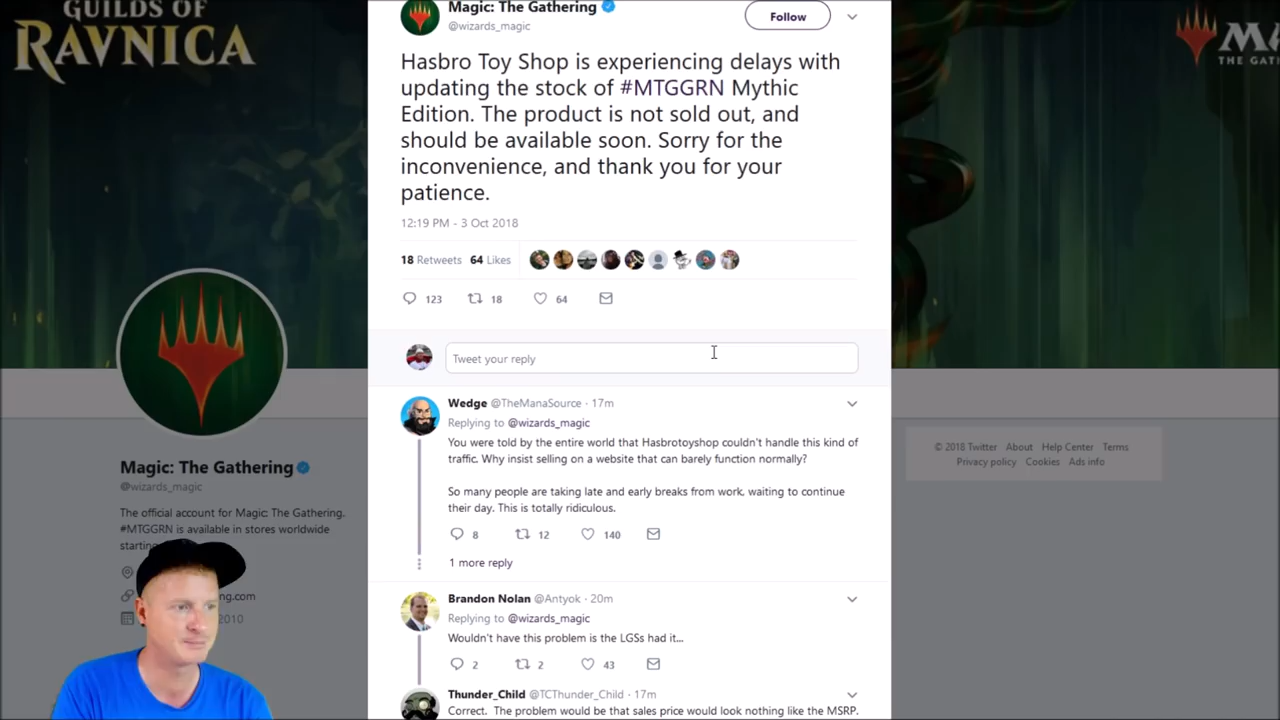 GUILDS OF
RAVNICA
Magic: The Gathering
@wizards_magic
Follow
Hasbro Toy Shop is experiencing delays with
updating the stock of #MTGGRN Mythic
Edition. The product is not sold out, and
should be available soon. Sorry for the
inconvenience, and thank you for your
patience.
12:19 PM - 3 Oct 2018
18 Retweets 64 Likes
123 18 64
Tweet your reply
Wedge @TheManaSource · 17m
Replying to @wizards_magic
You were told by the entire world that Hasbrotoyshop couldn't handle this kind of
traffic. Why insist selling on a website that can barely function normally?
So many people are taking late and early breaks from work, waiting to continue
their day. This is totally ridiculous.
8 12 140
1 more reply
Brandon Nolan @Antyok · 20m
Replying to @wizards_magic
Wouldn't have this problem is the LGSs had it...
2 2 43
Thunder_Child @TCThunder_Child · 17m
Correct. The problem would be that sales price would look nothing like the MSRP.
Magic: The Gathering
@wizards_magic
The official account for Magic: The Gathering.
#MTGGRN is available in stores worldwide
starting
ng.com
2010
© 2018 Twitter About Help Center Terms
Privacy policy Cookies Ads info
MA
THE GAT